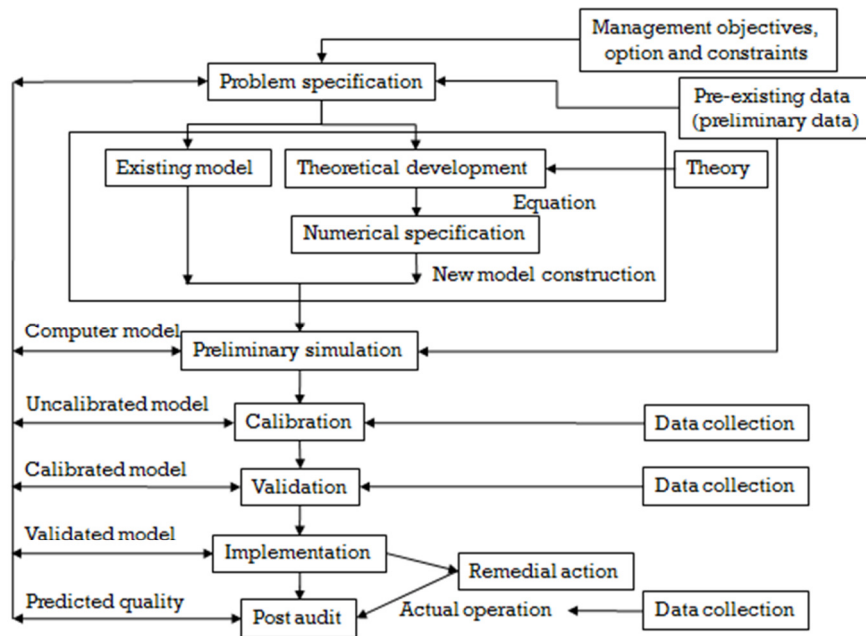 Management objectives,
option and constraints
Problem specification
Pre-existing data
(preliminary data)
Existing model
Theoretical development
Theory
Equation
Numerical specification
New model construction
Computer model
Preliminary simulation
Uncalibrated model
Calibration
Data collection
Calibrated model
Validation
Data collection
Validated model
Implementation
Remedial action
Predicted quality
Post audit
Actual operation
Data collection